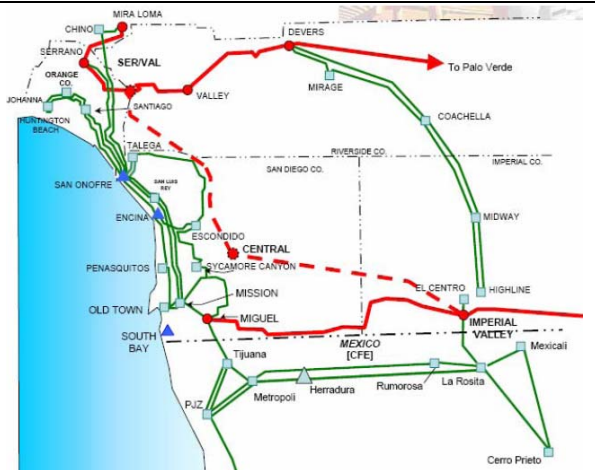 MIRA LOMA
CHINO
DEVERS
SERRANO
SER/VAL
To Palo Verde
ORANGE
CO.
MIRAGE
JOHANNA
SANTIAGO
VALLEY
HUNTINGTON
BEACH
COACHELLA
TALEGA
RIVERSIDE CO.
IMPERIAL CO.
SAN DIEGO CO.
SAN ONOFRE
SAN LUIS
REY
ENCINA
MIDWAY
ESCONDIDO
CENTRAL
PENASQUITOS
SYCAMORE CANYON
EL CENTRO
HIGHLINE
MISSION
OLD TOWN
MIGUEL
IMPERIAL
VALLEY
SOUTH
BAY
MEXICO
[CFE]
Mexicali
Tijuana
Rumorosa
La Rosita
Herradura
Metropoli
PJZ
Cerro Prieto